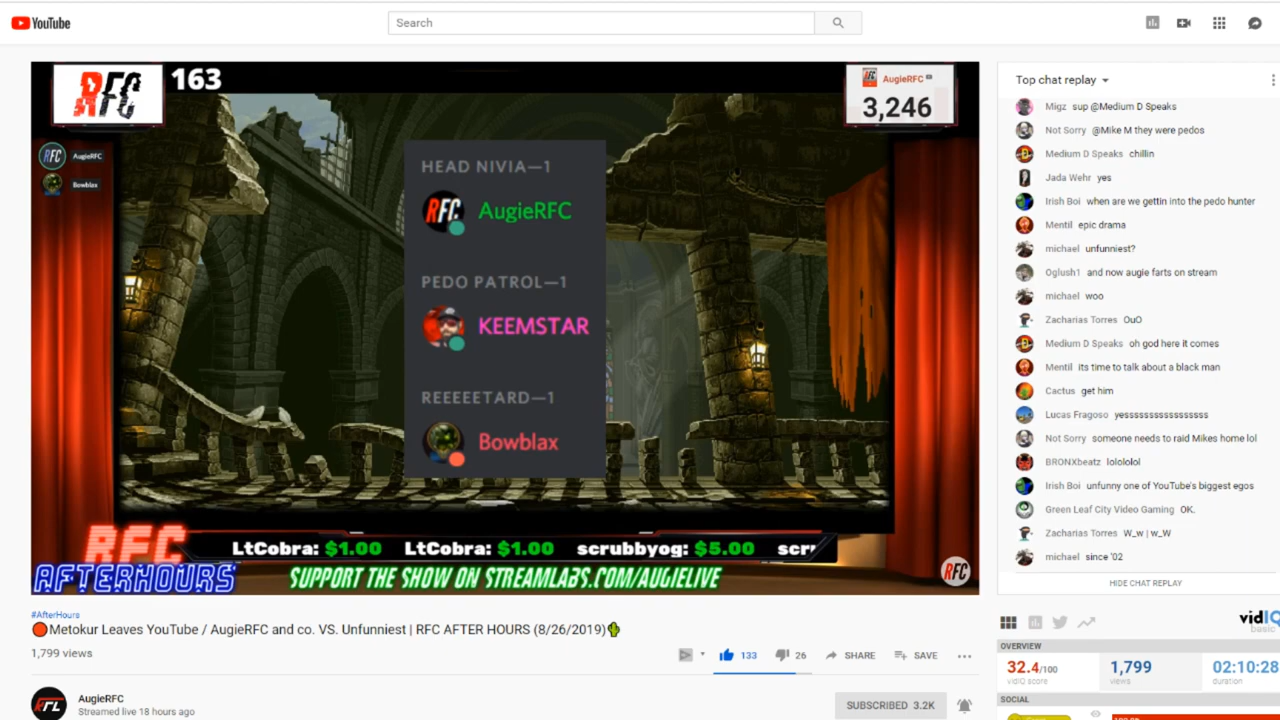 YouTube
Search
RFC
163
AugieRFC
3,246
AugieRFC
Bowblax
HEAD NIVIA—1
RFC. AugieRFC
PEDO PATROL—1
KEEMSTAR
REEEEETARD—1
Bowblax
RFC
AFTERHOURS
LtCobra: $1.00 LtCobra: $1.00 scrubbyog: $5.00 scr
SUPPORT THE SHOW ON STREAMLABS.COM/AUGIELIVE
RFC
Top chat replay
Migz sup @Medium D Speaks
Not Sorry @Mike M they were pedos
Medium D Speaks chillin
Jada Wehr yes
Irish Boi when are we gettin into the pedo hunter
Mentil epic drama
michael unfunniest?
Oglush1 and now augie farts on stream
michael woo
Zacharias Torres OuO
Medium D Speaks oh god here it comes
Mentil its time to talk about a black man
Cactus get him
Lucas Fragoso yesssssssssssssssss
Not Sorry someone needs to raid Mikes home lol
BRONXbeatz lolololol
Irish Boi unfunny one of YouTube's biggest egos
Green Leaf City Video Gaming OK.
Zacharias Torres W_w | w_W
michael since '02
HIDE CHAT REPLAY
#AfterHours
Metokur Leaves YouTube / AugieRFC and co. VS. Unfunniest | RFC AFTER HOURS (8/26/2019)
1,799 views
133
26
SHARE
SAVE
AugieRFC
Streamed live 18 hours ago
SUBSCRIBED 3.2K
vidIQ
basic
OVERVIEW
32.4/100
vidIQ score
1,799
views
02:10:28
duration
SOCIAL